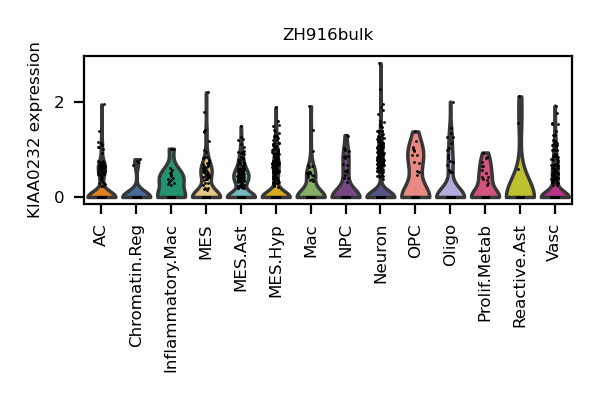 ZH916bulk
KIAA0232 expression
2
0
AC
Chromatin.Reg
Inflammatory.Mac
MES
MES.Ast
MES.Hyp
Mac
NPC
Neuron
OPC
Oligo
Prolif.Metab
Reactive.Ast
Vasc